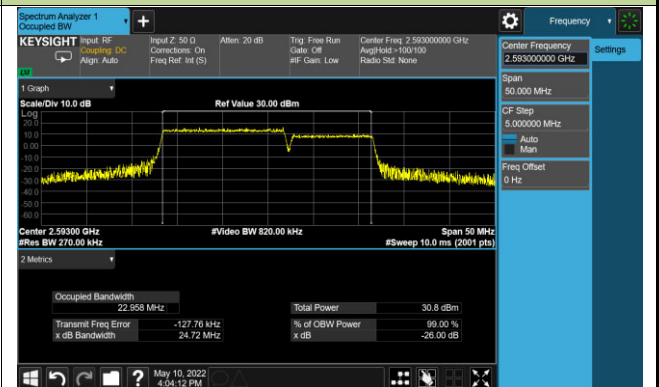 Spectrum Analyzer 1
Occupied BW
Frequency
KEYSIGHT
Input: RF
Coupling: DC
Align: Auto
Input Z: 50 Ω
Corrections: On
Freq Ref: Int (S)
Atten: 20 dB
Trig: Free Run
Gate: Off
#IF Gain: Low
Center Freq: 2.593000000 GHz
Avg|Hold:>100/100
Radio Std: None
Center Frequency
2.593000000 GHz
Settings
Span
50.000 MHz
CF Step
5.000000 MHz
Auto
Man
Freq Offset
0 Hz
1 Graph
Scale/Div 10.0 dB
Ref Value 30.00 dBm
Log
20.0
10.0
0.00
-10.0
-20.0
-30.0
-40.0
-50.0
-60.0
Center 2.59300 GHz
#Video BW 820.00 kHz
Span 50 MHz
#Res BW 270.00 kHz
#Sweep 10.0 ms (2001 pts)
2 Metrics
Occupied Bandwidth
22.958 MHz
Total Power 30.8 dBm
Transmit Freq Error -127.76 kHz
% of OBW Power 99.00 %
x dB Bandwidth 24.72 MHz
x dB -26.00 dB
May 10, 2022
4:04:12 PM